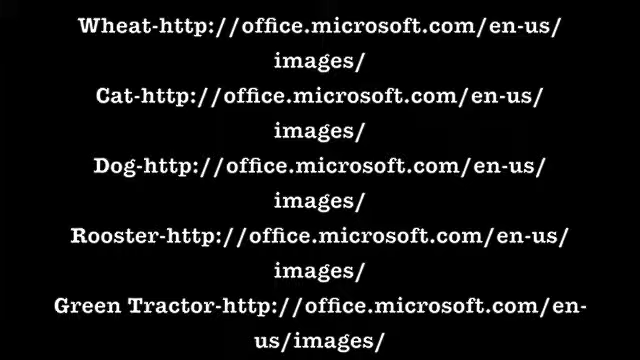 Wheat-http://office.microsoft.com/en-us/
images/
Cat-http://office.microsoft.com/en-us/
images/
Dog-http://office.microsoft.com/en-us/
images/
Rooster-http://office.microsoft.com/en-us/
images/
Green Tractor-http://office.microsoft.com/en-
us/images/